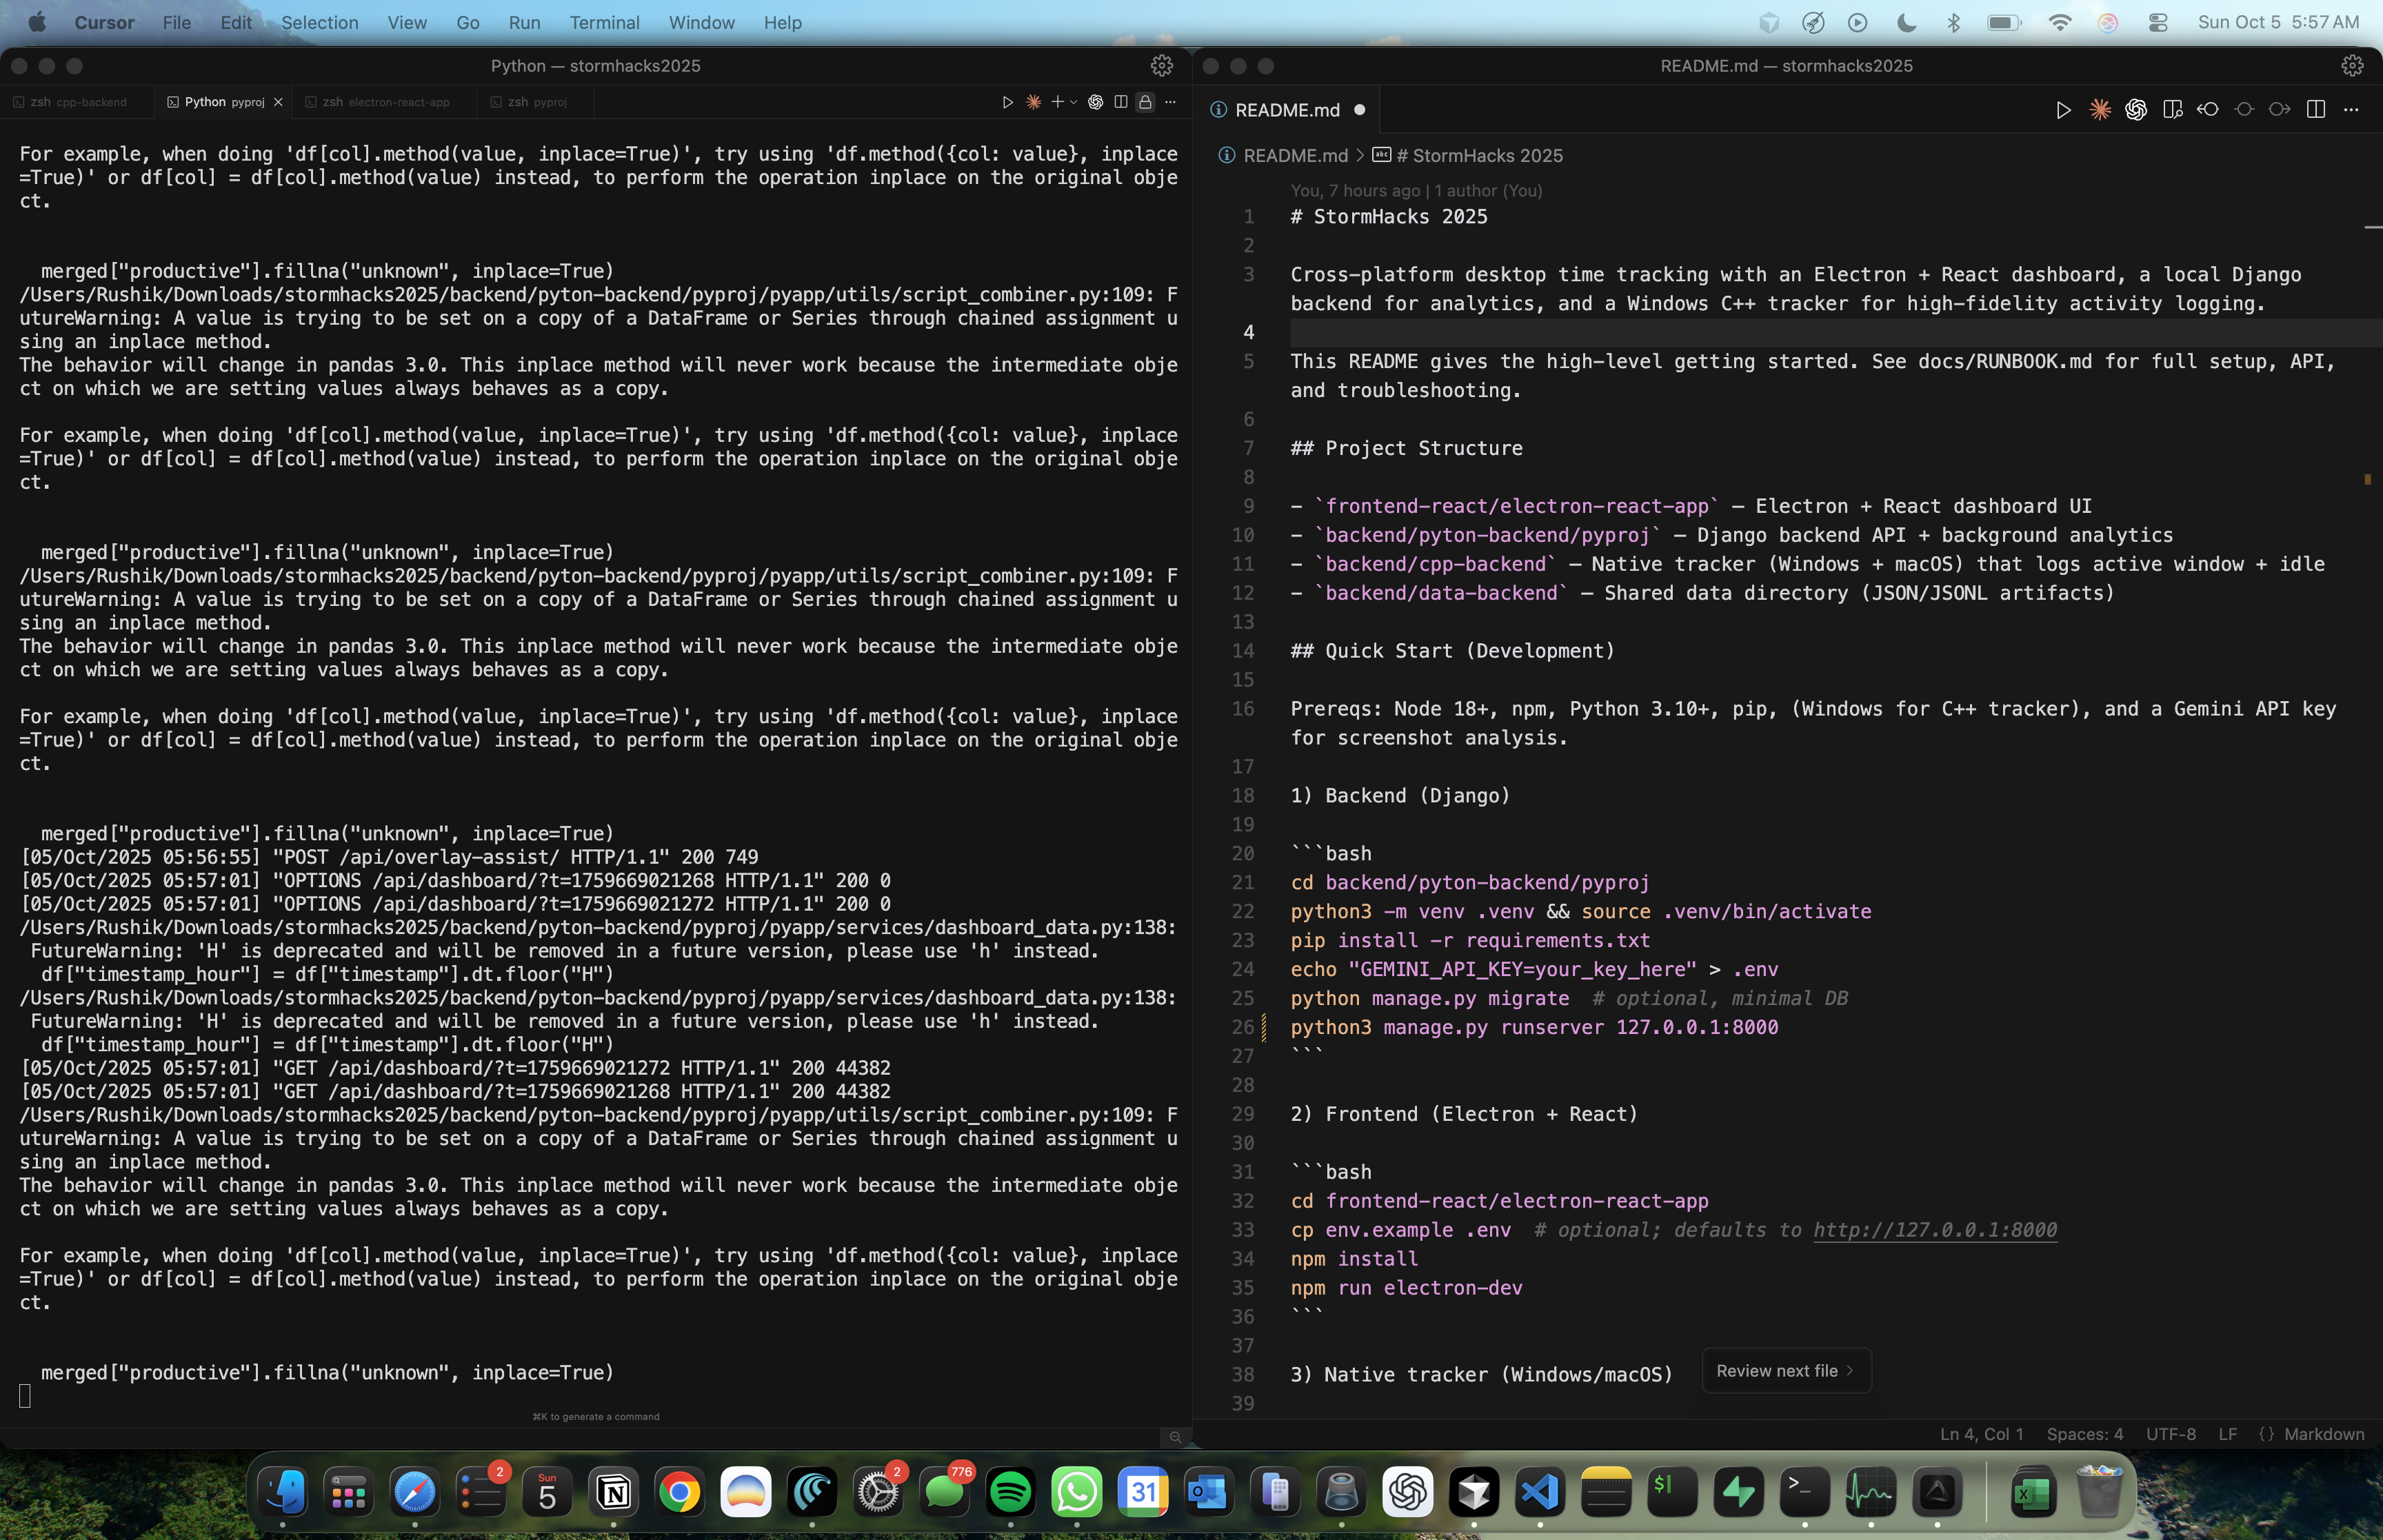 Cursor File Edit Selection View Go Run Terminal Window Help
Sun Oct 5 5:57 AM
Python — stormhacks2025
zsh cpp-backend Python pyproj zsh electron-react-app zsh pyproj
For example, when doing 'df[col].method(value, inplace=True)', try using 'df.method({col: value}, inplace
=True)' or df[col] = df[col].method(value) instead, to perform the operation inplace on the original obje
ct.
merged["productive"].fillna("unknown", inplace=True)
/Users/Rushik/Downloads/stormhacks2025/backend/pyton-backend/pyproj/pyapp/utils/script_combiner.py:109: F
utureWarning: A value is trying to be set on a copy of a DataFrame or Series through chained assignment u
sing an inplace method.
The behavior will change in pandas 3.0. This inplace method will never work because the intermediate obje
ct on which we are setting values always behaves as a copy.
For example, when doing 'df[col].method(value, inplace=True)', try using 'df.method({col: value}, inplace
=True)' or df[col] = df[col].method(value) instead, to perform the operation inplace on the original obje
ct.
merged["productive"].fillna("unknown", inplace=True)
/Users/Rushik/Downloads/stormhacks2025/backend/pyton-backend/pyproj/pyapp/utils/script_combiner.py:109: F
utureWarning: A value is trying to be set on a copy of a DataFrame or Series through chained assignment u
sing an inplace method.
The behavior will change in pandas 3.0. This inplace method will never work because the intermediate obje
ct on which we are setting values always behaves as a copy.
For example, when doing 'df[col].method(value, inplace=True)', try using 'df.method({col: value}, inplace
=True)' or df[col] = df[col].method(value) instead, to perform the operation inplace on the original obje
ct.
merged["productive"].fillna("unknown", inplace=True)
[05/Oct/2025 05:56:55] "POST /api/overlay-assist/ HTTP/1.1" 200 749
[05/Oct/2025 05:57:01] "OPTIONS /api/dashboard/?t=1759669021268 HTTP/1.1" 200 0
[05/Oct/2025 05:57:01] "OPTIONS /api/dashboard/?t=1759669021272 HTTP/1.1" 200 0
/Users/Rushik/Downloads/stormhacks2025/backend/pyton-backend/pyproj/pyapp/services/dashboard_data.py:138:
FutureWarning: 'H' is deprecated and will be removed in a future version, please use 'h' instead.
df["timestamp_hour"] = df["timestamp"].dt.floor("H")
/Users/Rushik/Downloads/stormhacks2025/backend/pyton-backend/pyproj/pyapp/services/dashboard_data.py:138:
FutureWarning: 'H' is deprecated and will be removed in a future version, please use 'h' instead.
df["timestamp_hour"] = df["timestamp"].dt.floor("H")
[05/Oct/2025 05:57:01] "GET /api/dashboard/?t=1759669021272 HTTP/1.1" 200 44382
[05/Oct/2025 05:57:01] "GET /api/dashboard/?t=1759669021268 HTTP/1.1" 200 44382
/Users/Rushik/Downloads/stormhacks2025/backend/pyton-backend/pyproj/pyapp/utils/script_combiner.py:109: F
utureWarning: A value is trying to be set on a copy of a DataFrame or Series through chained assignment u
sing an inplace method.
The behavior will change in pandas 3.0. This inplace method will never work because the intermediate obje
ct on which we are setting values always behaves as a copy.
For example, when doing 'df[col].method(value, inplace=True)', try using 'df.method({col: value}, inplace
=True)' or df[col] = df[col].method(value) instead, to perform the operation inplace on the original obje
ct.
merged["productive"].fillna("unknown", inplace=True)
⌘K to generate a command
README.md — stormhacks2025
README.md
README.md > # StormHacks 2025
You, 7 hours ago | 1 author (You)
1 # StormHacks 2025
2
3 Cross-platform desktop time tracking with an Electron + React dashboard, a local Django
backend for analytics, and a Windows C++ tracker for high-fidelity activity logging.
4
5 This README gives the high-level getting started. See docs/RUNBOOK.md for full setup, API,
and troubleshooting.
6
7 ## Project Structure
8
9 - `frontend-react/electron-react-app` — Electron + React dashboard UI
10 - `backend/pyton-backend/pyproj` — Django backend API + background analytics
11 - `backend/cpp-backend` — Native tracker (Windows + macOS) that logs active window + idle
12 - `backend/data-backend` — Shared data directory (JSON/JSONL artifacts)
13
14 ## Quick Start (Development)
15
16 Prereqs: Node 18+, npm, Python 3.10+, pip, (Windows for C++ tracker), and a Gemini API key
for screenshot analysis.
17
18 1) Backend (Django)
19
20 ```bash
21 cd backend/pyton-backend/pyproj
22 python3 -m venv .venv && source .venv/bin/activate
23 pip install -r requirements.txt
24 echo "GEMINI_API_KEY=your_key_here" > .env
25 python manage.py migrate # optional, minimal DB
26 python3 manage.py runserver 127.0.0.1:8000
27 ```
28
29 2) Frontend (Electron + React)
30
31 ```bash
32 cd frontend-react/electron-react-app
33 cp env.example .env # optional; defaults to http://127.0.0.1:8000
34 npm install
35 npm run electron-dev
36 ```
37
38 3) Native tracker (Windows/macOS)
39
Review next file >
Ln 4, Col 1 Spaces: 4 UTF-8 LF {} Markdown
2
Sun
5
2
776
31